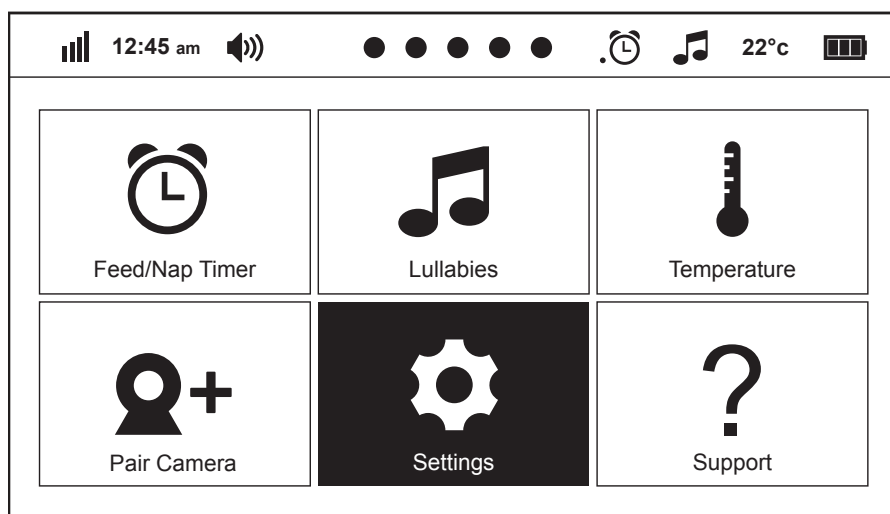 12:45 am 22°c
Feed/Nap Timer Lullabies Temperature
Pair Camera Settings Support